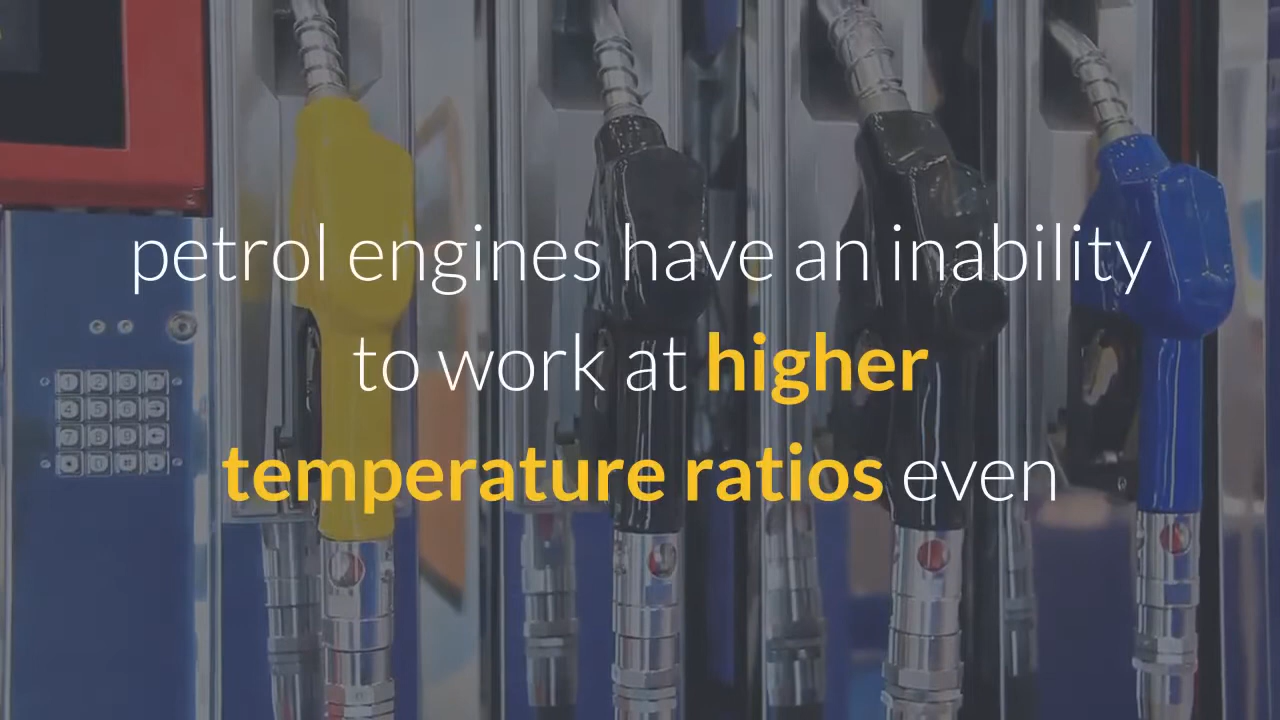 petrol engines have an inability
to work at higher
temperature ratios even